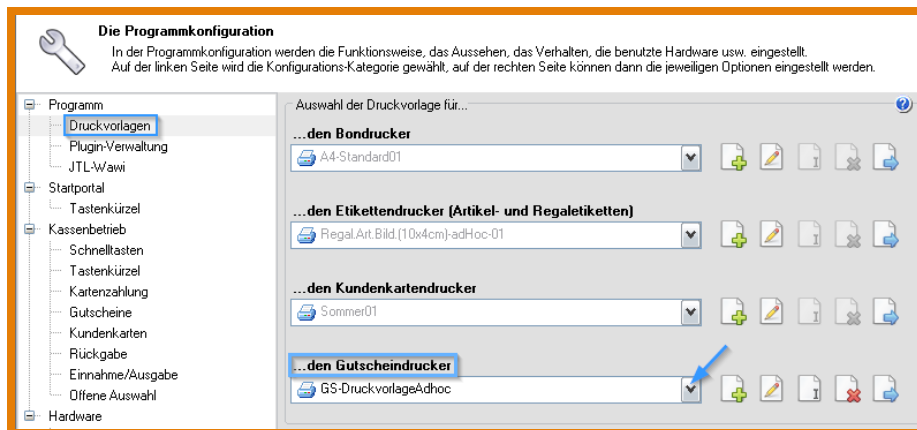 Die Programmkonfiguration
In der Programmkonfiguration werden die Funktionsweise, das Aussehen, das Verhalten, die benutzte Hardware usw. eingestellt.
Auf der linken Seite wird die Konfigurations-Kategorie gewählt, auf der rechten Seite können dann die jeweiligen Optionen eingestellt werden.
Programm
Druckvorlagen
Plugin-Verwaltung
JTL-Wawi
Startportal
Tastenkürzel
Kassenbetrieb
Schnelltasten
Tastenkürzel
Kartenzahlung
Gutscheine
Kundenkarten
Rückgabe
Einnahme/Ausgabe
Offene Auswahl
Hardware
Auswahl der Druckvorlage für...
...den Bondrucker
A4-Standard01
...den Etikettendrucker (Artikel- und Regaletiketten)
Regal.Art.Bild.(10x4cm)-adHoc-01
...den Kundenkartendrucker
Sommer01
...den Gutscheindrucker
GS-DruckvorlageAdhoc